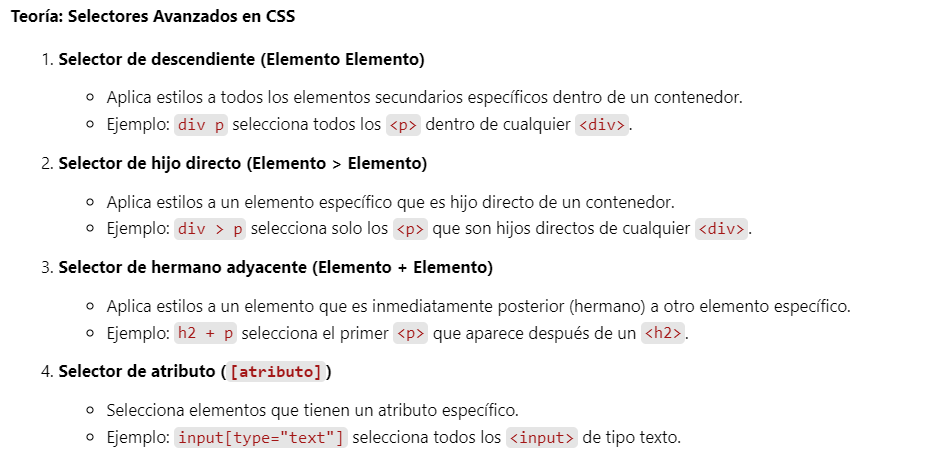 Teoría: Selectores Avanzados en CSS
1. Selector de descendiente (Elemento Elemento)
○ Aplica estilos a todos los elementos secundarios específicos dentro de un contenedor.
○ Ejemplo: div p selecciona todos los <p> dentro de cualquier <div>.
2. Selector de hijo directo (Elemento > Elemento)
○ Aplica estilos a un elemento específico que es hijo directo de un contenedor.
○ Ejemplo: div > p selecciona solo los <p> que son hijos directos de cualquier <div>.
3. Selector de hermano adyacente (Elemento + Elemento)
○ Aplica estilos a un elemento que es inmediatamente posterior (hermano) a otro elemento específico.
○ Ejemplo: h2 + p selecciona el primer <p> que aparece después de un <h2>.
4. Selector de atributo ([atributo])
○ Selecciona elementos que tienen un atributo específico.
○ Ejemplo: input[type="text"] selecciona todos los <input> de tipo texto.